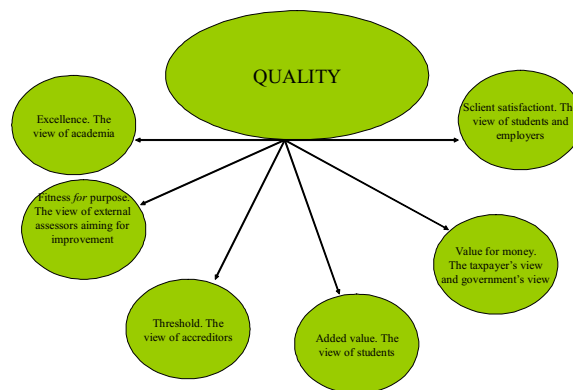 QUALITY
Excellence. The
view of academia
Sclient satisfactiont. The
view of students and
employers
Fitness for purpose.
The view of external
assessors aiming for
improvement
Value for money.
The taxpayer's view
and government's view
Threshold. The
view of accreditors
Added value. The
view of students